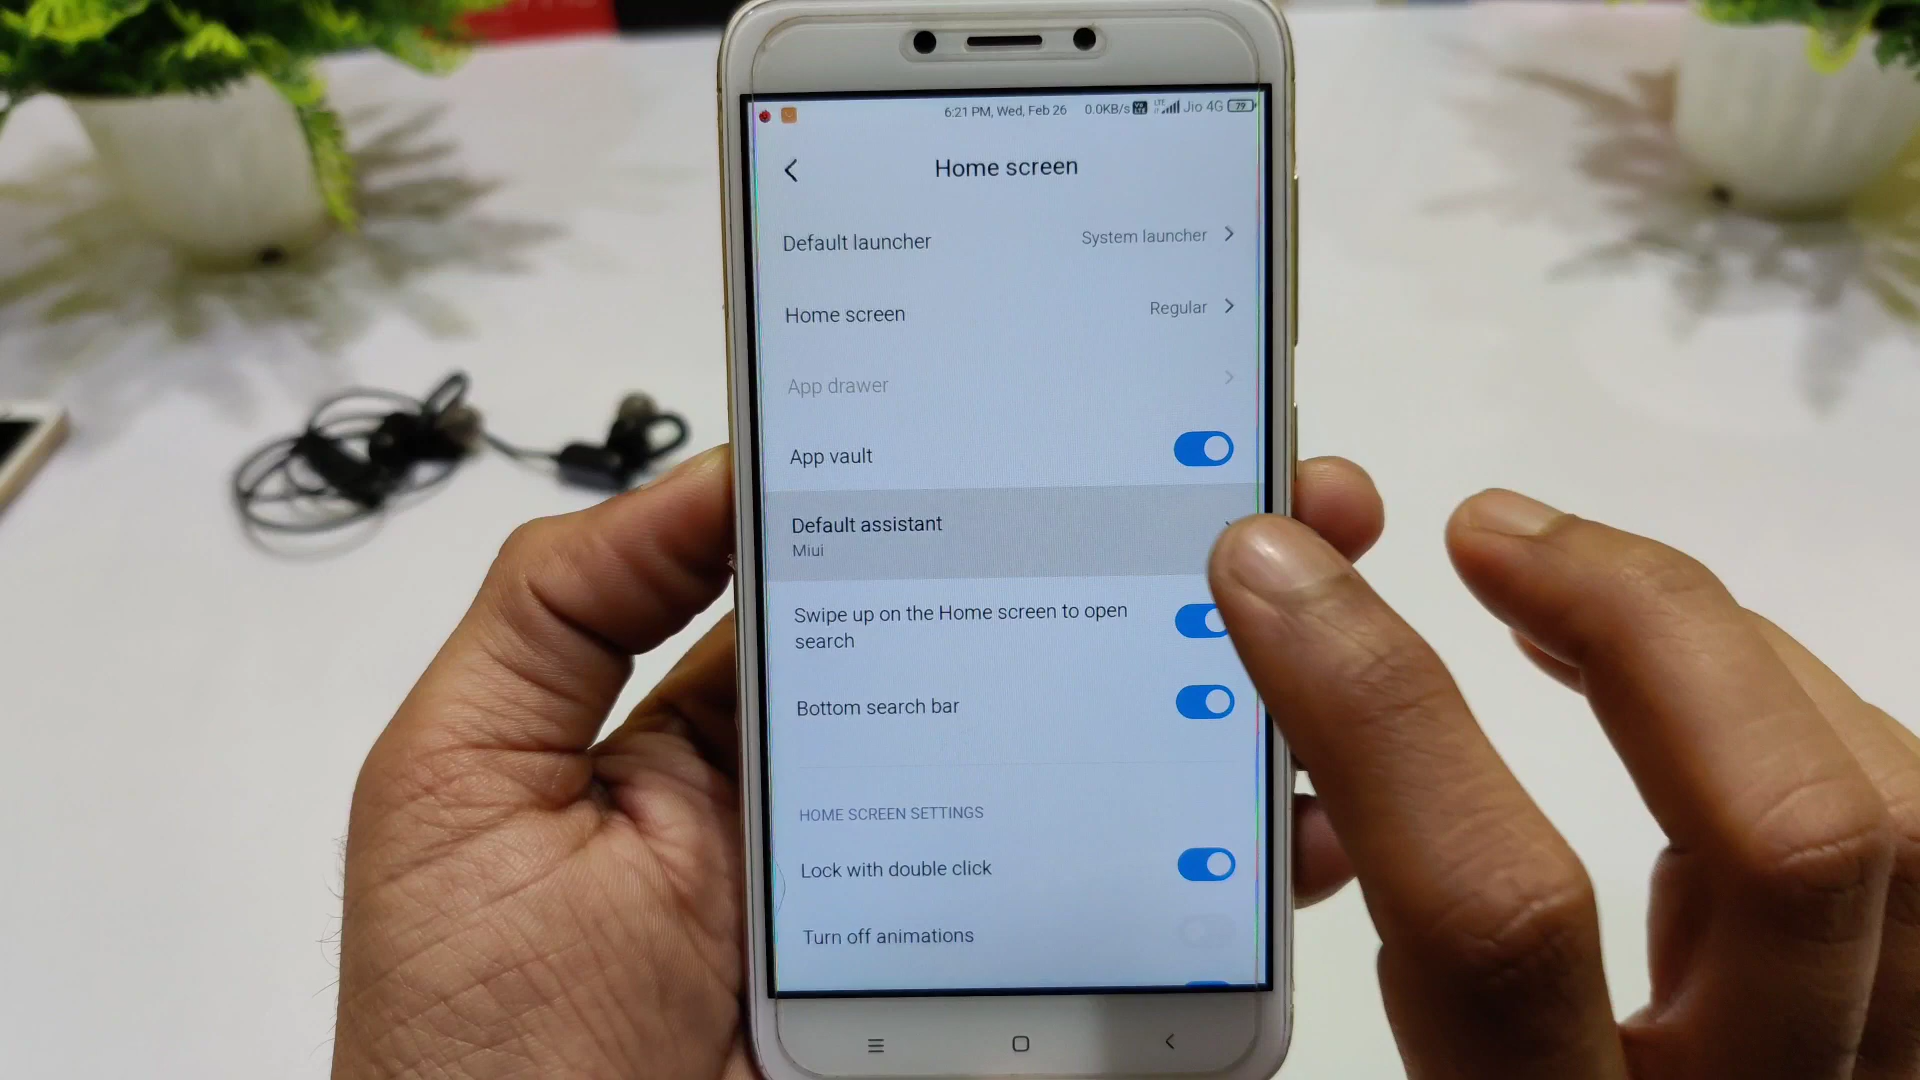 6:21 PM, Wed, Feb 26 0.0KB/s Jio 4G 79
Home screen
Default launcher System launcher
Home screen Regular
App drawer
App vault
Default assistant
Miui
Swipe up on the Home screen to open
search
Bottom search bar
HOME SCREEN SETTINGS
Lock with double click
Turn off animations